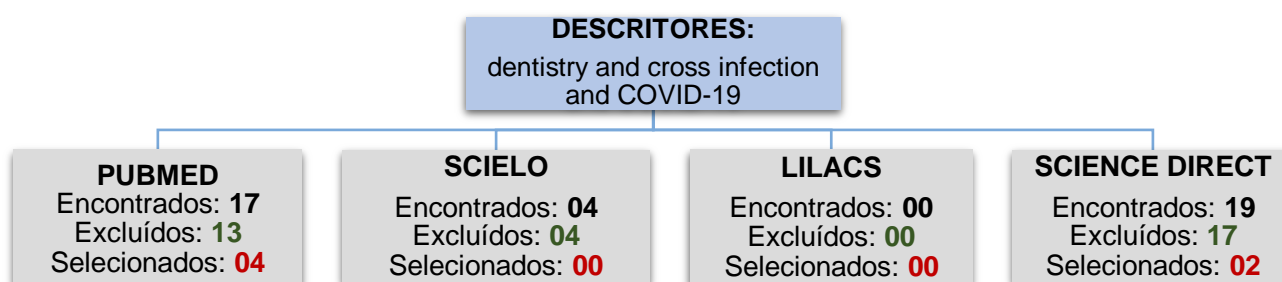 DESCRITORES:
dentistry and cross infection
and COVID-19
PUBMED
Encontrados: 17
Excluídos: 13
Selecionados: 04
SCIELO
Encontrados: 04
Excluídos: 04
Selecionados: 00
LILACS
Encontrados: 00
Excluídos: 00
Selecionados: 00
SCIENCE DIRECT
Encontrados: 19
Excluídos: 17
Selecionados: 02